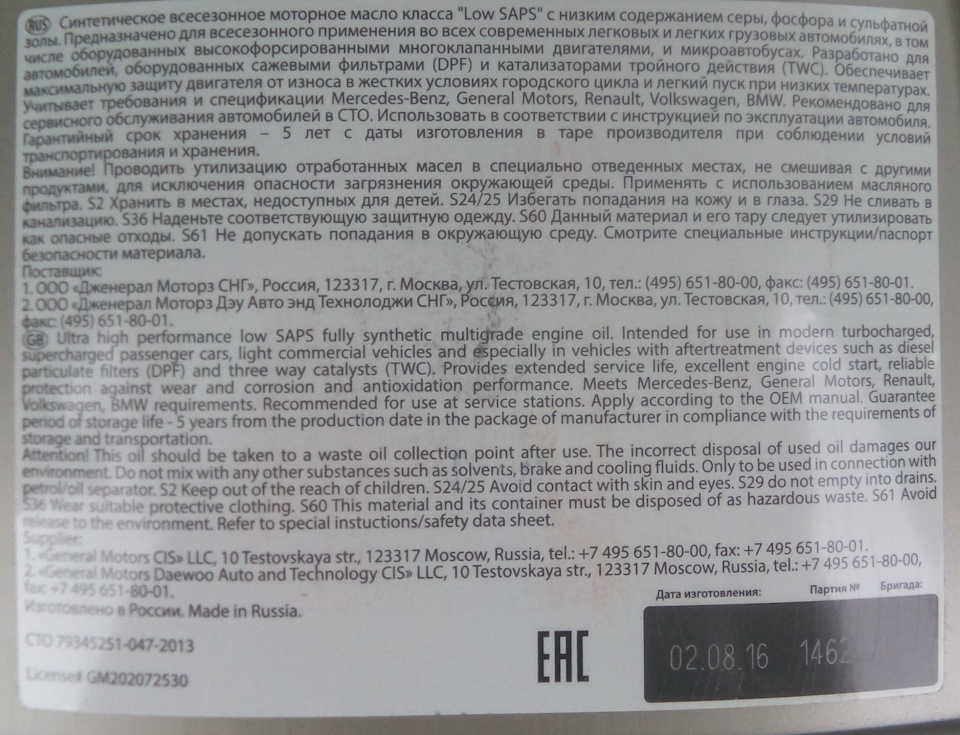 RUS Синтетическое всесезонное моторное масло класса "Low SAPS" с низким содержанием серы, фосфора и сульфатной
золы. Предназначено для всесезонного применения во всех современных легковых и легких грузовых автомобилях, в том
числе оборудованных высокофорсированными многоклапанными двигателями, и микроавтобусах. Разработано для
автомобилей, оборудованных сажевыми фильтрами (DPF) и катализаторами тройного действия (TWC). Обеспечивает
максимальную защиту двигателя от износа в жестких условиях городского цикла и легкий пуск при низких температурах.
Учитывает требования и спецификации Mercedes-Benz, General Motors, Renault, Volkswagen, BMW. Рекомендовано для
сервисного обслуживания автомобилей в СТО. Использовать в соответствии с инструкцией по эксплуатации автомобиля.
Гарантийный срок хранения – 5 лет с даты изготовления в таре производителя при соблюдении условий
транспортирования и хранения.
Внимание! Проводить утилизацию отработанных масел в специально отведенных местах, не смешивая с другими
продуктами, для исключения опасности загрязнения окружающей среды. Применять с использованием масляного
фильтра. S2 Хранить в местах, недоступных для детей. S24/25 Избегать попадания на кожу и в глаза. S29 Не сливать в
канализацию. S36 Наденьте соответствующую защитную одежду. S60 Данный материал и его тару следует утилизировать
как опасные отходы. S61 Не допускать попадания в окружающую среду. Смотрите специальные инструкции/паспорт
безопасности материала.
Поставщик:
1. ООО «Дженерал Моторз СНГ», Россия, 123317, г. Москва, ул. Тестовская, 10, тел.: (495) 651-80-00, факс: (495) 651-80-01.
2. ООО «Дженерал Моторз Дэу Авто энд Технолоджи СНГ», Россия, 123317, г. Москва, ул. Тестовская, 10, тел.: (495) 651-80-00,
факс: (495) 651-80-01.
GB Ultra high performance low SAPS fully synthetic multigrade engine oil. Intended for use in modern turbocharged,
supercharged passenger cars, light commercial vehicles and especially in vehicles with aftertreatment devices such as diesel
particulate filters (DPF) and three way catalysts (TWC). Provides extended service life, excellent engine cold start, reliable
protection against wear and corrosion and antioxidation performance. Meets Mercedes-Benz, General Motors, Renault,
Volkswagen, BMW requirements. Recommended for use at service stations. Apply according to the OEM manual. Guarantee
period of storage life - 5 years from the production date in the package of manufacturer in compliance with the requirements of
storage and transportation.
Attention! This oil should be taken to a waste oil collection point after use. The incorrect disposal of used oil damages our
environment. Do not mix with any other substances such as solvents, brake and cooling fluids. Only to be used in connection with
petrol/oil separator. S2 Keep out of the reach of children. S24/25 Avoid contact with skin and eyes. S29 do not empty into drains.
S36 Wear suitable protective clothing. S60 This material and its container must be disposed of as hazardous waste. S61 Avoid
release to the environment. Refer to special instuctions/safety data sheet.
Supplier:
1. «General Motors CIS» LLC, 10 Testovskaya str., 123317 Moscow, Russia, tel.: +7 495 651-80-00, fax: +7 495 651-80-01.
2. «General Motors Daewoo Auto and Technology CIS» LLC, 10 Testovskaya str., 123317 Moscow, Russia, tel.: +7 495 651-80-00,
fax: +7 495 651-80-01.
Изготовлено в России. Made in Russia.
Дата изготовления: Партия № Бригада:
СТО 79345251-047-2013
EAC
02.08.16 1462
License# GM202072530